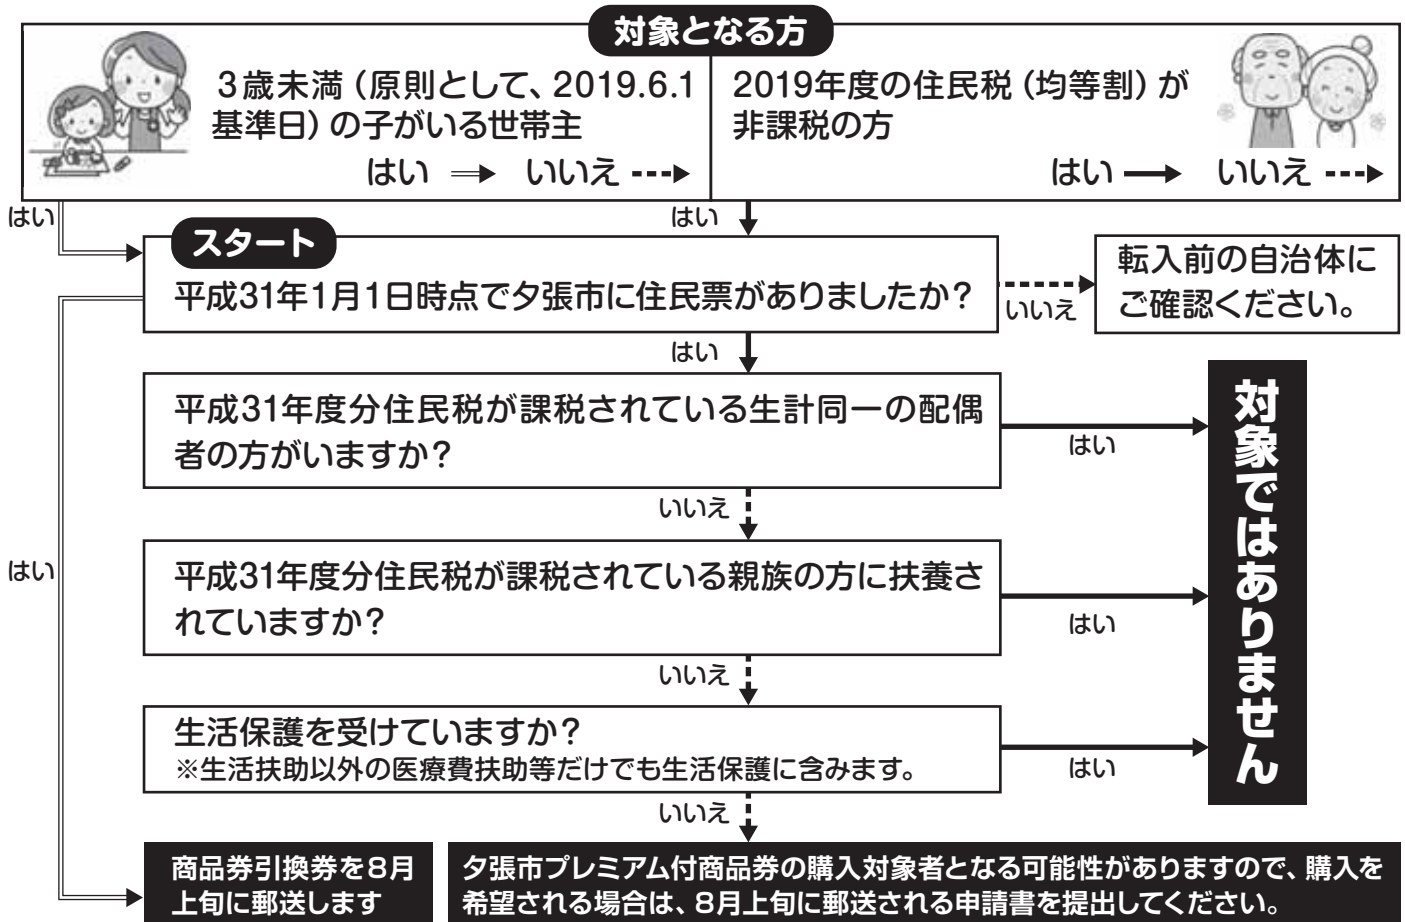 対象となる方
3歳未満(原則として、2019.6.1
基準日)の子がいる世帯主
はい いいえ
2019年度の住民税(均等割)が
非課税の方
はい いいえ
はい
はい
スタート
平成31年1月1日時点で夕張市に住民票がありましたか?
いいえ
転入前の自治体に
ご確認ください。
はい
平成31年度分住民税が課税されている生計同一の配偶
者の方がいますか?
はい
いいえ
平成31年度分住民税が課税されている親族の方に扶養さ
れていますか?
はい
いいえ
生活保護を受けていますか?
※生活扶助以外の医療費扶助等だけでも生活保護に含みます。
はい
いいえ
対象ではありません
はい
商品券引換券を8月
上旬に郵送します
夕張市プレミアム付商品券の購入対象者となる可能性がありますので、購入を
希望される場合は、8月上旬に郵送される申請書を提出してください。